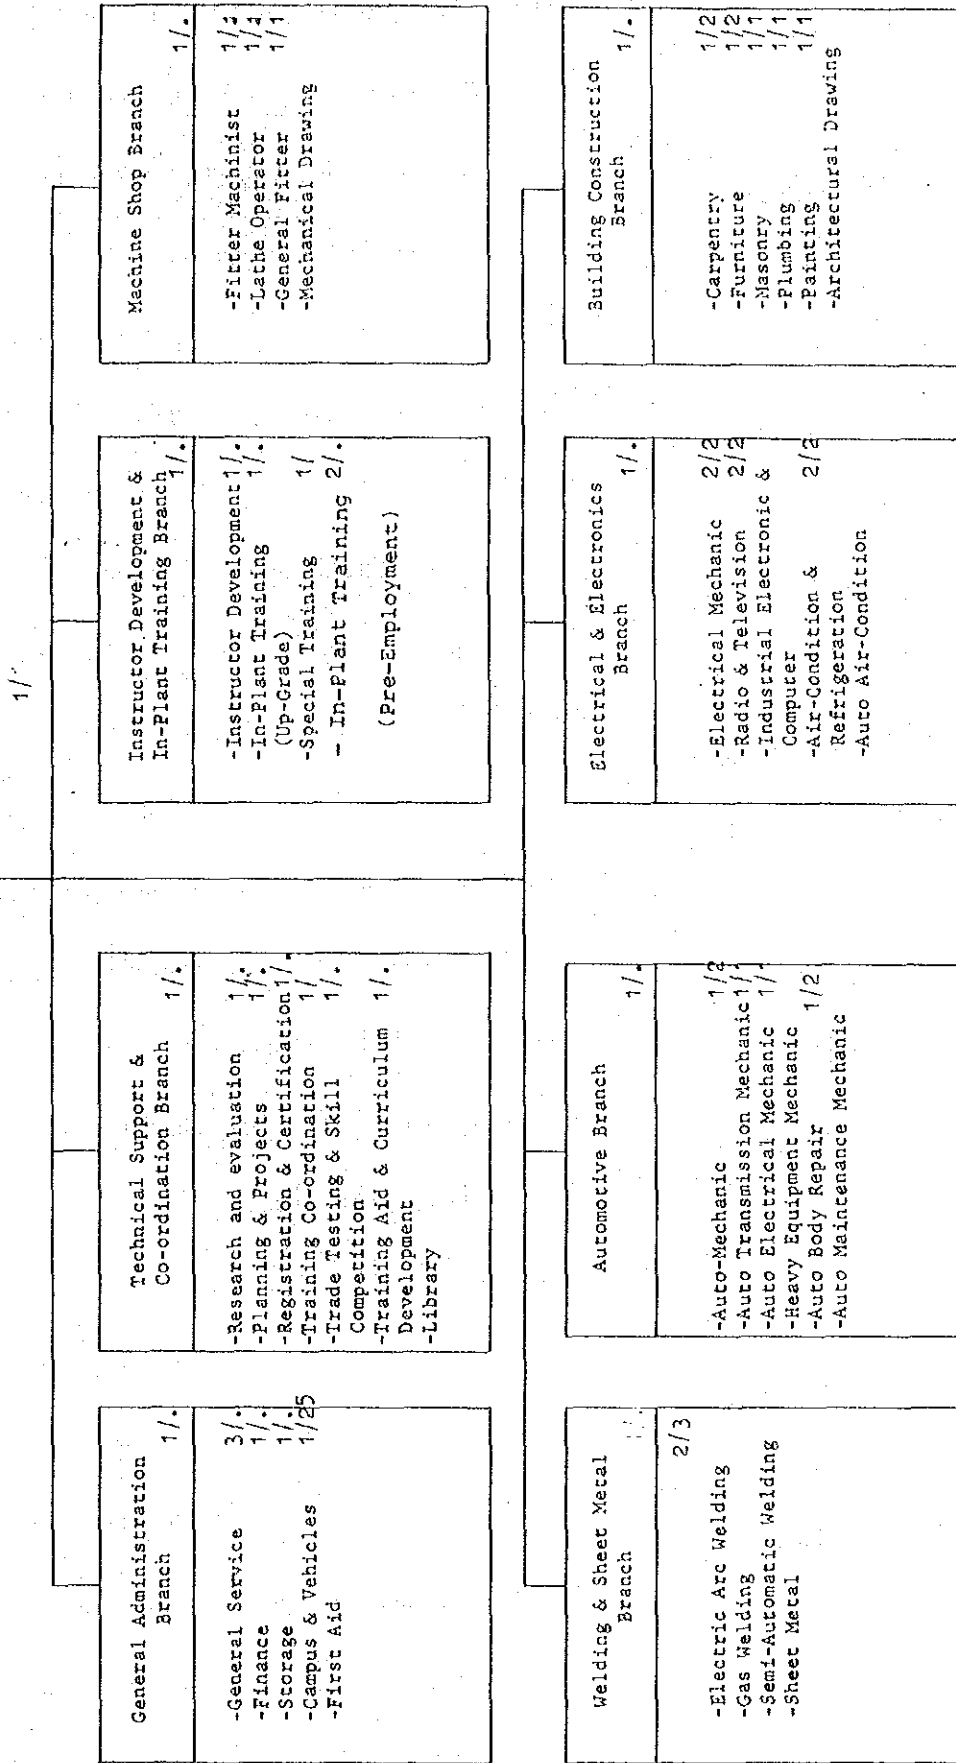 1/.
General Administration
Branch 1/.
-General Service 3/.
-Finance 1/.
-Storage 1/.
-Campus & Vehicles 1/25
-First Aid
Technical Support &
Co-ordination Branch 1/.
-Research and evaluation 1/.
-Planning & Projects 1/.
-Registration & Certification 1/.
-Training Co-ordination 1/
-Trade Testing & Skill 1/.
Competition
-Training Aid & Curriculum 1/.
Development
-Library
Instructor Development &
In-Plant Training Branch 1/.
-Instructor Development 1/.
-In-Plant Training 1/.
(Up-Grade)
-Special Training 1/
- In-Plant Training 2/.
(Pre-Employment)
Machine Shop Branch
1/.
-Fitter Machinist 1/2
-Lathe Operator 1/1
-General Fitter 1/1
-Mechanical Drawing
Welding & Sheet Metal
Branch
2/3
-Electric Arc Welding
-Gas Welding
-Semi-Automatic Welding
-Sheet Metal
Automotive Branch
1/.
-Auto-Mechanic 1/2
-Auto Transmission Mechanic 1/
-Auto Electrical Mechanic 1/.
-Heavy Equipment Mechanic
-Auto Body Repair 1/2
-Auto Maintenance Mechanic
Electrical & Electronics
Branch 1/.
-Electrical Mechanic 2/2
-Radio & Television 2/2
-Industrial Electronic &
Computer
-Air-Condition & 2/2
Refrigeration
-Auto Air-Condition
Building Construction
Branch 1/.
-Carpentry 1/2
-Furniture 1/2
-Masonry 1/1
-Plumbing 1/1
-Painting 1/1
-Architectural Drawing